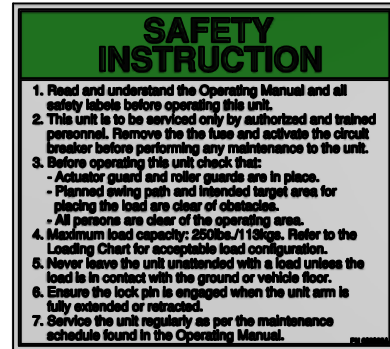 SAFETY
INSTRUCTION
1. Read and understand the Operating Manual and all
safety labels before operating this unit.
2. This unit is to be serviced only by authorized and trained
personnel. Remove the the fuse and activate the circuit
breaker before performing any maintenance to the unit.
3. Before operating this unit check that:
- Actuator guard and roller guards are in place.
- Planned swing path and intended target area for
placing the load are clear of obstacles.
- All persons are clear of the operating area.
4. Maximum load capacity: 250lbs./113kgs. Refer to the
Loading Chart for acceptable load configuration.
5. Never leave the unit unattended with a load unless the
load is in contact with the ground or vehicle floor.
6. Ensure the lock pin is engaged when the unit arm is
fully extended or retracted.
7. Service the unit regularly as per the maintenance
schedule found in the Operating Manual.